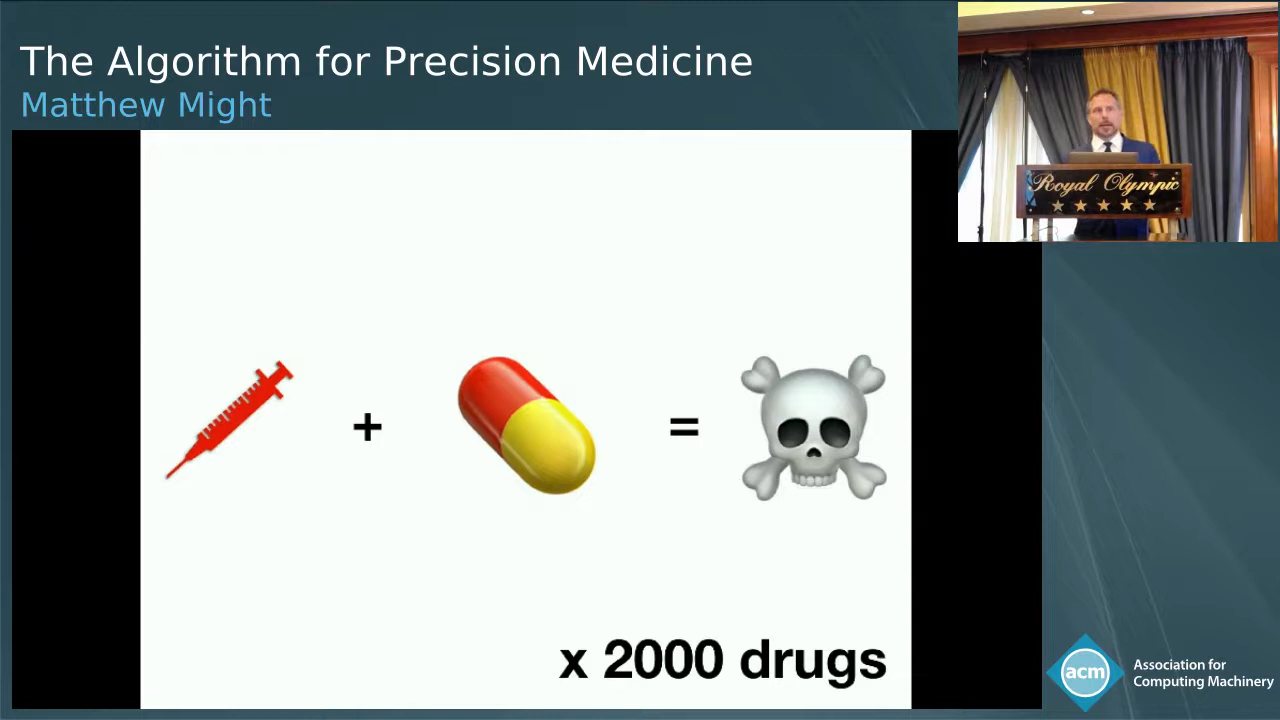 The Algorithm for Precision Medicine
Matthew Might
Royal Olympic
+
=
x 2000 drugs
acm
Association for
Computing Machinery